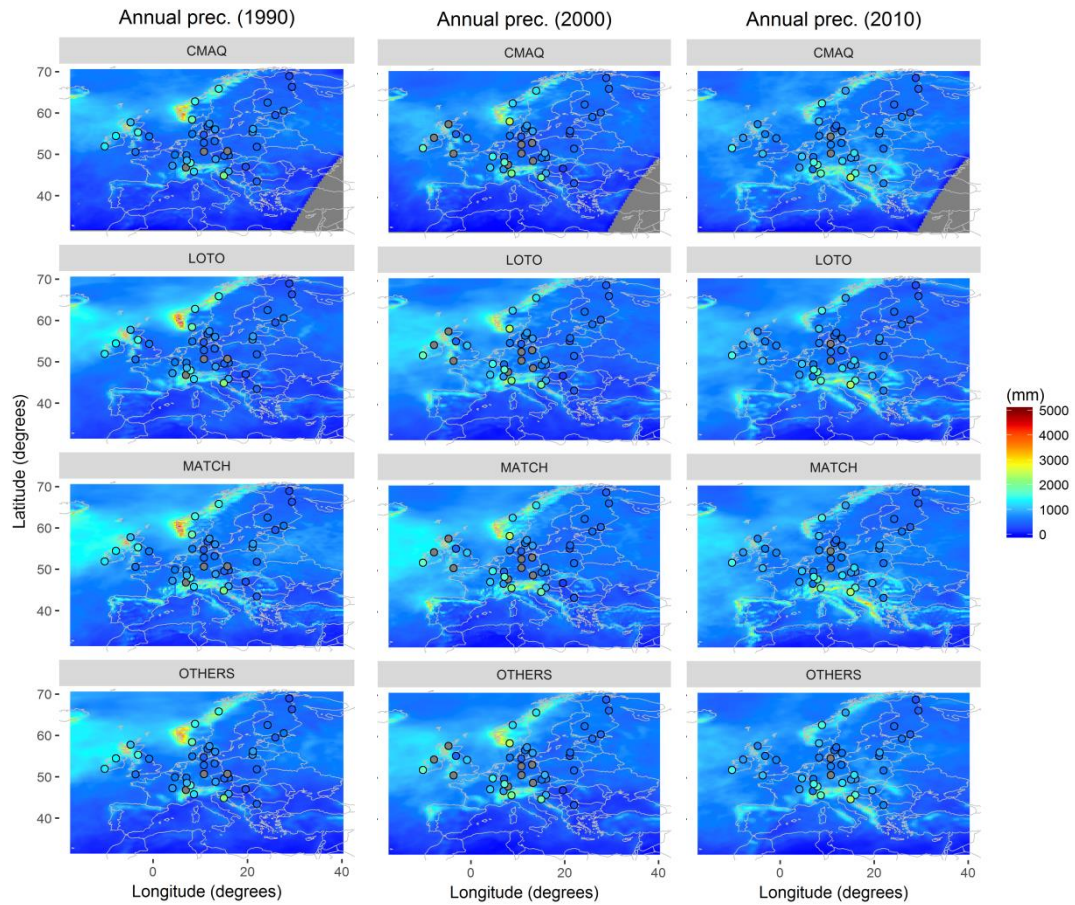 Annual prec. (1990) Annual prec. (2000) Annual prec. (2010)
CMAQ CMAQ CMAQ
70
60
50
40
LOTO LOTO LOTO
70
60
50
40
MATCH MATCH MATCH
70
60
50
40
OTHERS OTHERS OTHERS
70
60
50
40
0 20 40 0 20 40 0 20 40
Longitude (degrees) Longitude (degrees) Longitude (degrees)
Latitude (degrees)
(mm)
5000
4000
3000
2000
1000
0